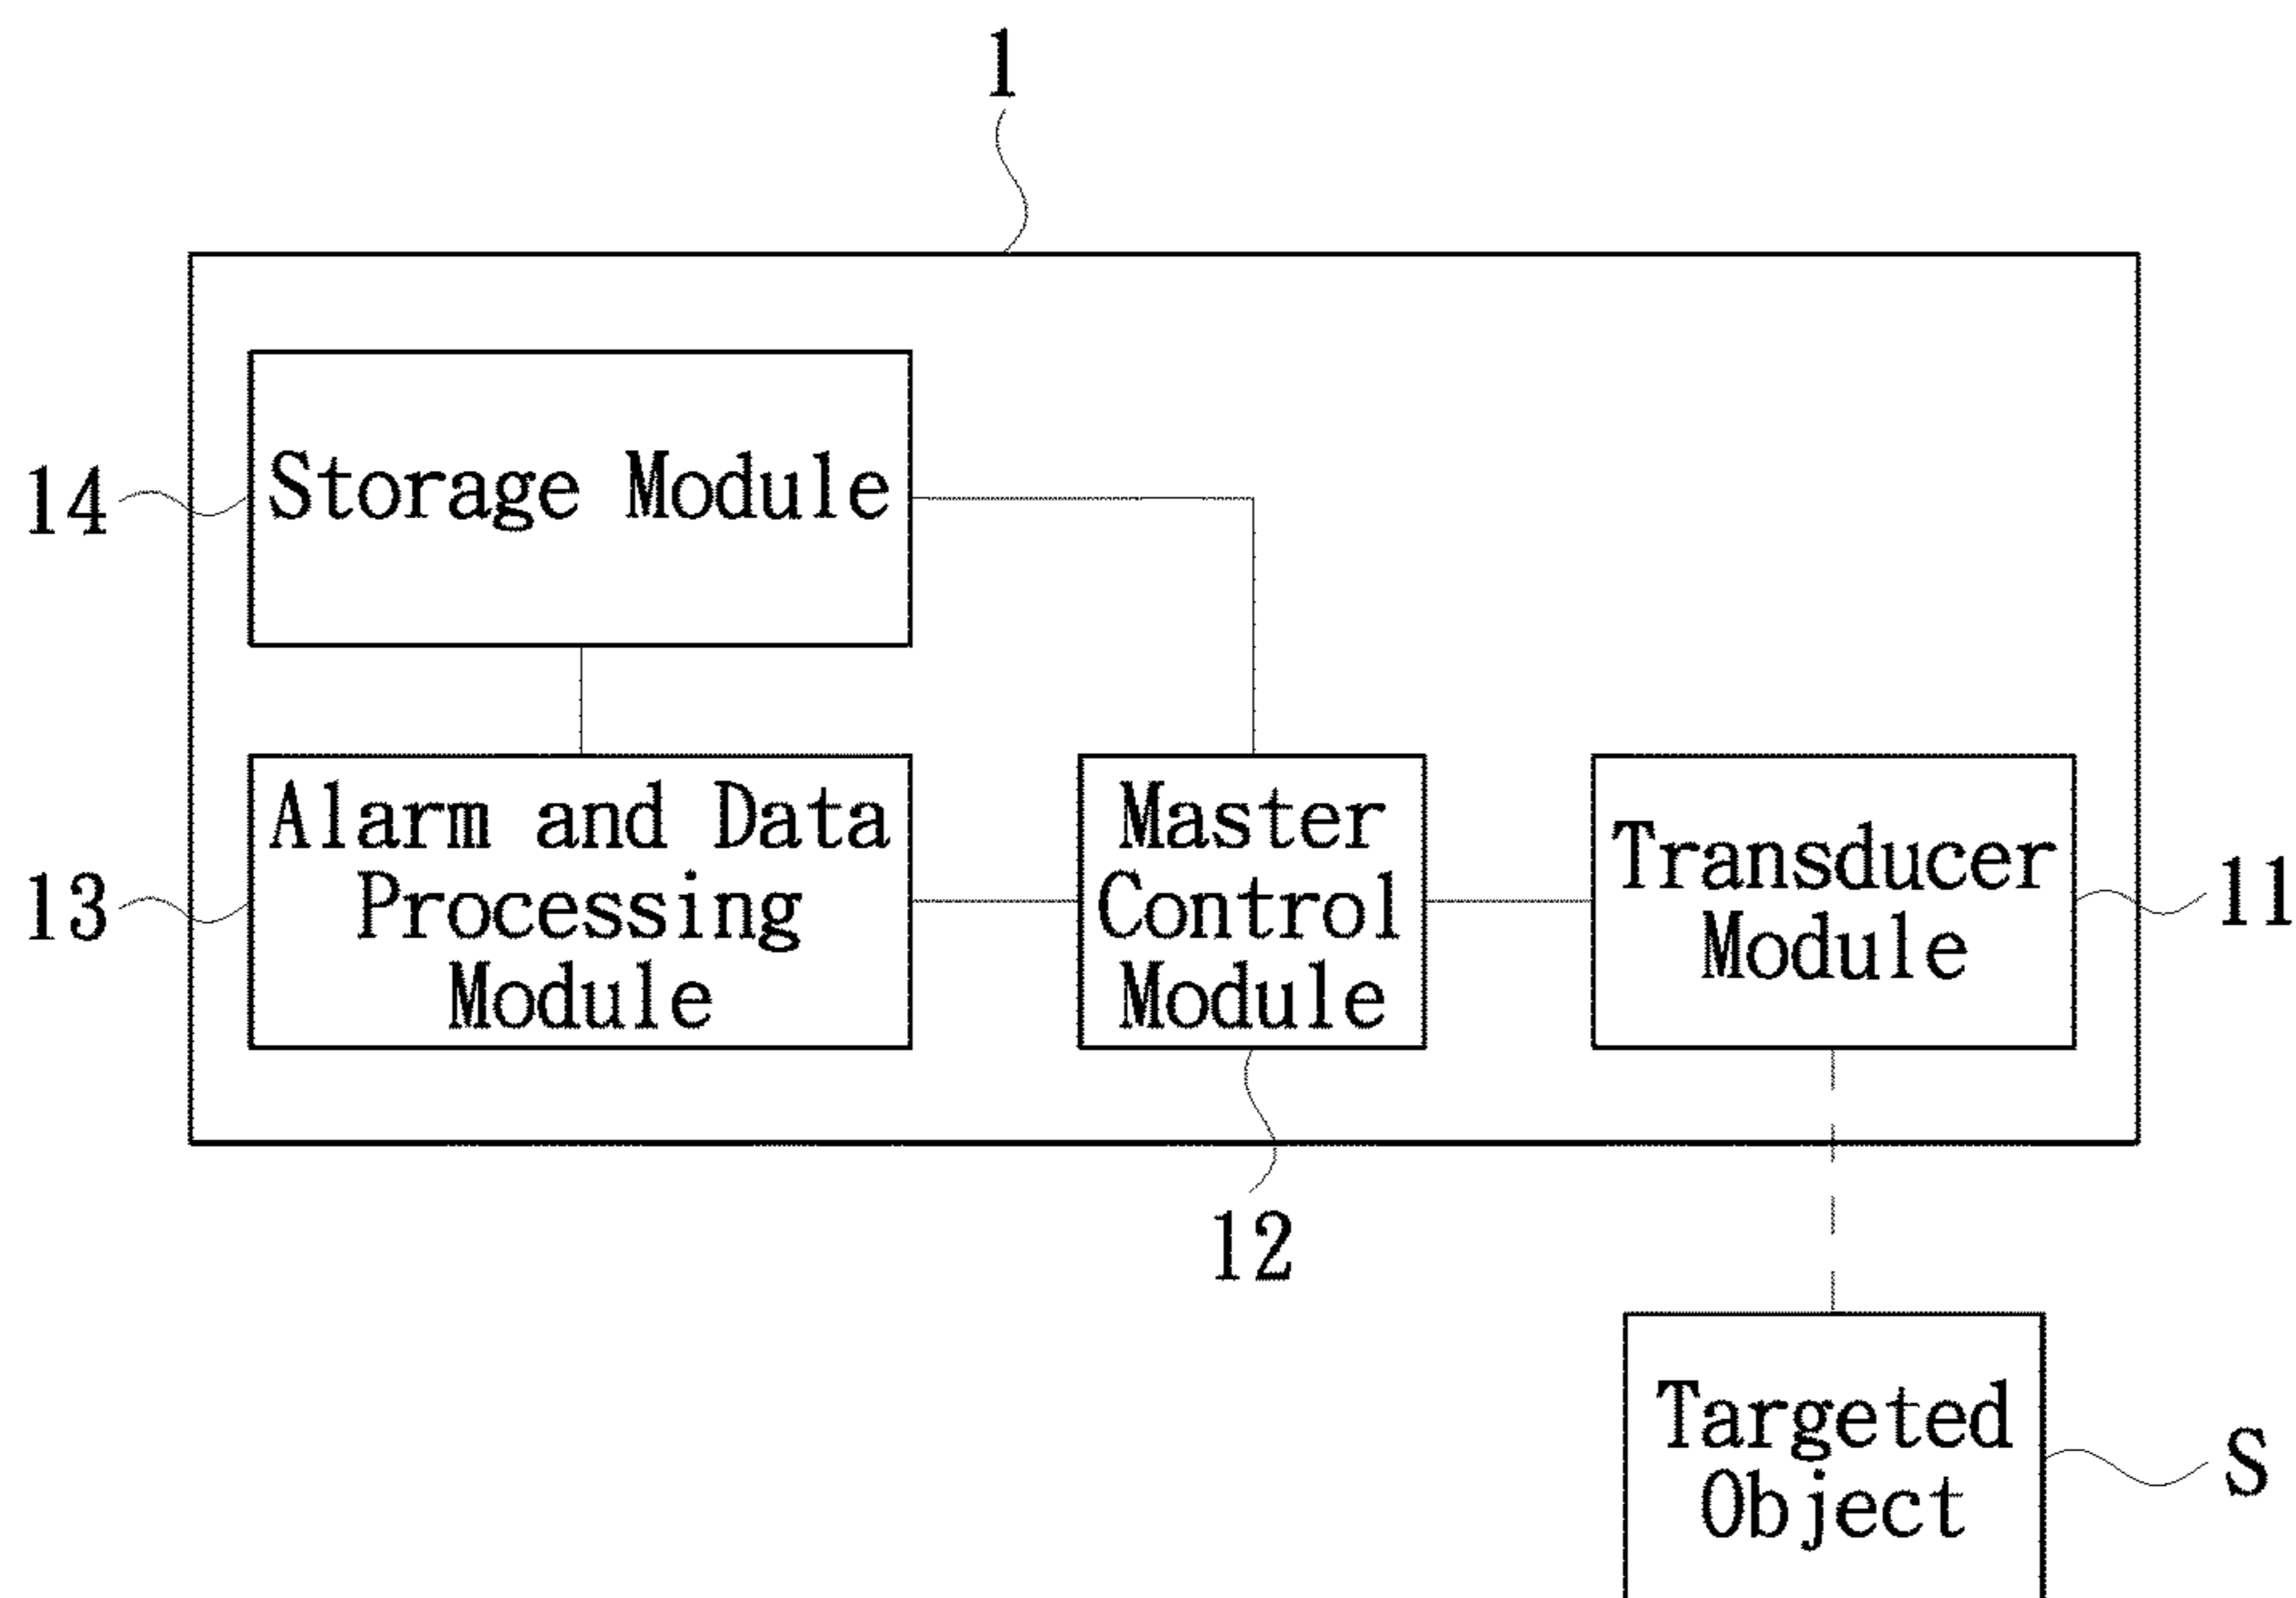 1
14
Storage Module
13
Alarm and Data
Processing
Module
Master
Control
Module
12
Transducer
Module
11
Targeted
Object
S